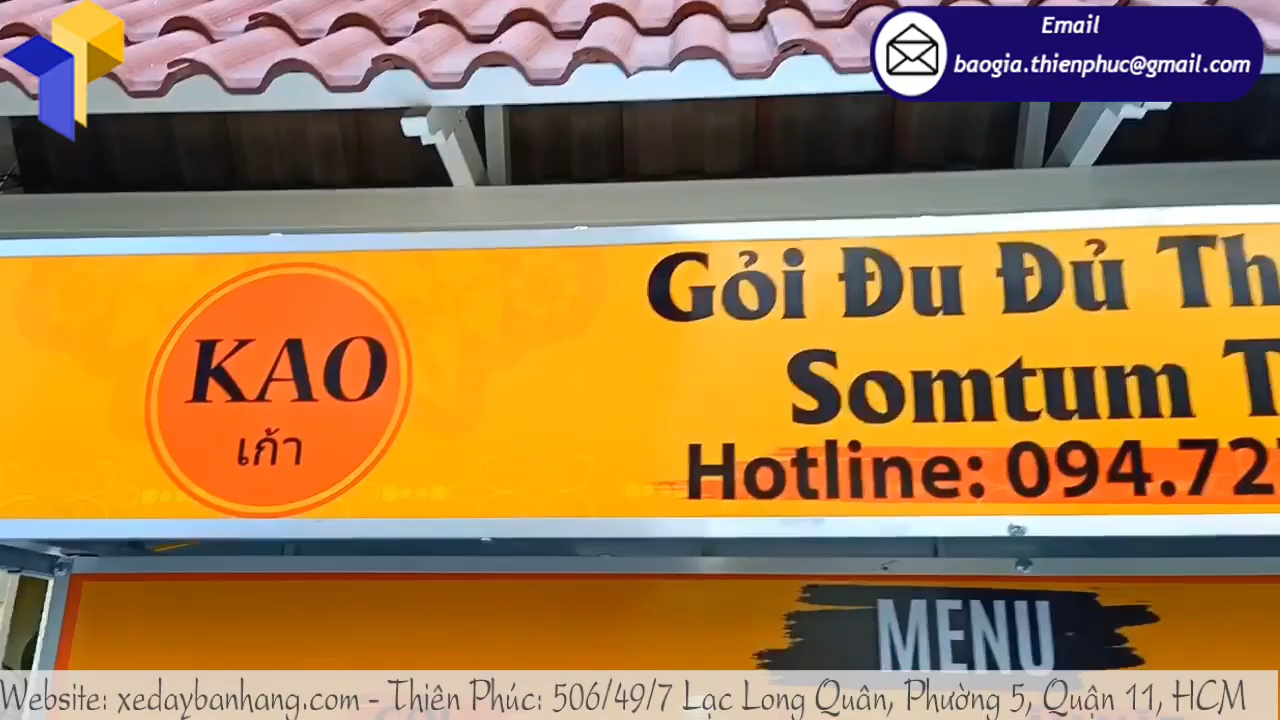 Email
baogia.thienphuc@gmail.com
Gỏi Đu Đủ Th
KAO
Somtum T
เก้า
Hotline: 094.727
MENU
Website: xedaybanhang.com - Thiên Phúc: 506/49/7 Lạc Long Quân, Phường 5, Quận 11, HCM